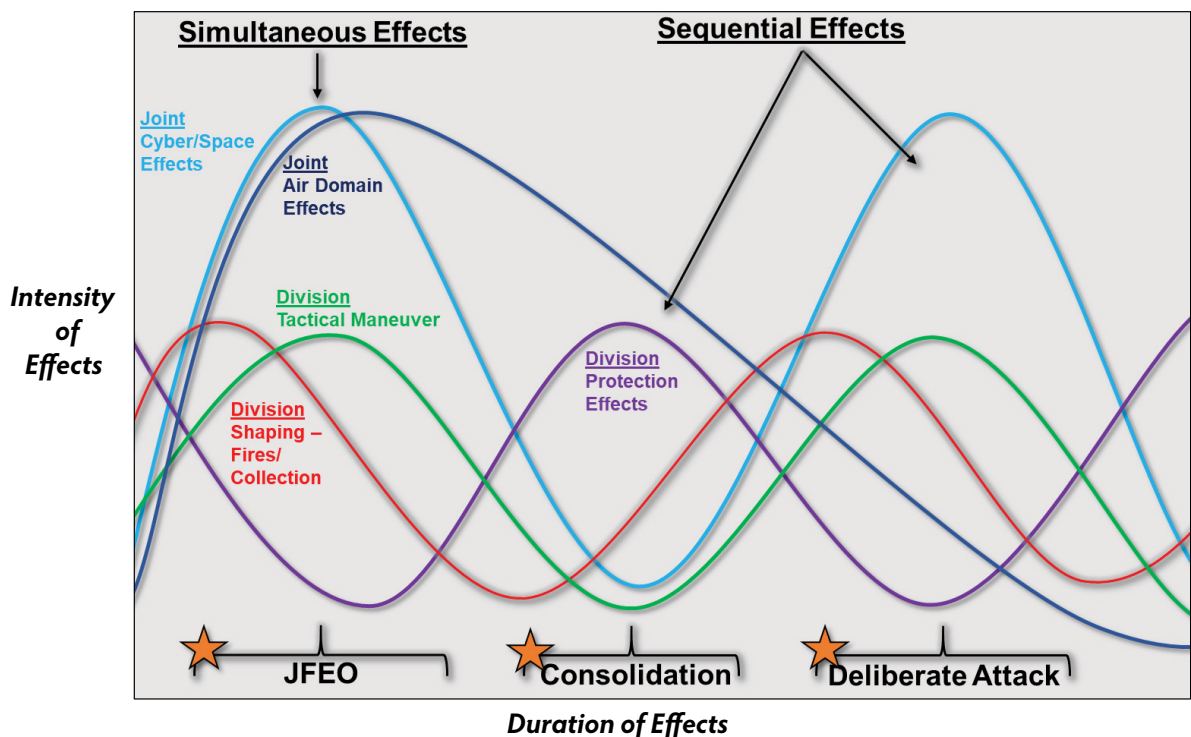 Simultaneous Effects
Sequential Effects
Joint
Cyber/Space
Effects
Joint
Air Domain
Effects
Intensity
of
Effects
Division
Tactical Maneuver
Division
Protection
Effects
Division
Shaping –
Fires/
Collection
JFEO
Consolidation
Deliberate Attack
Duration of Effects